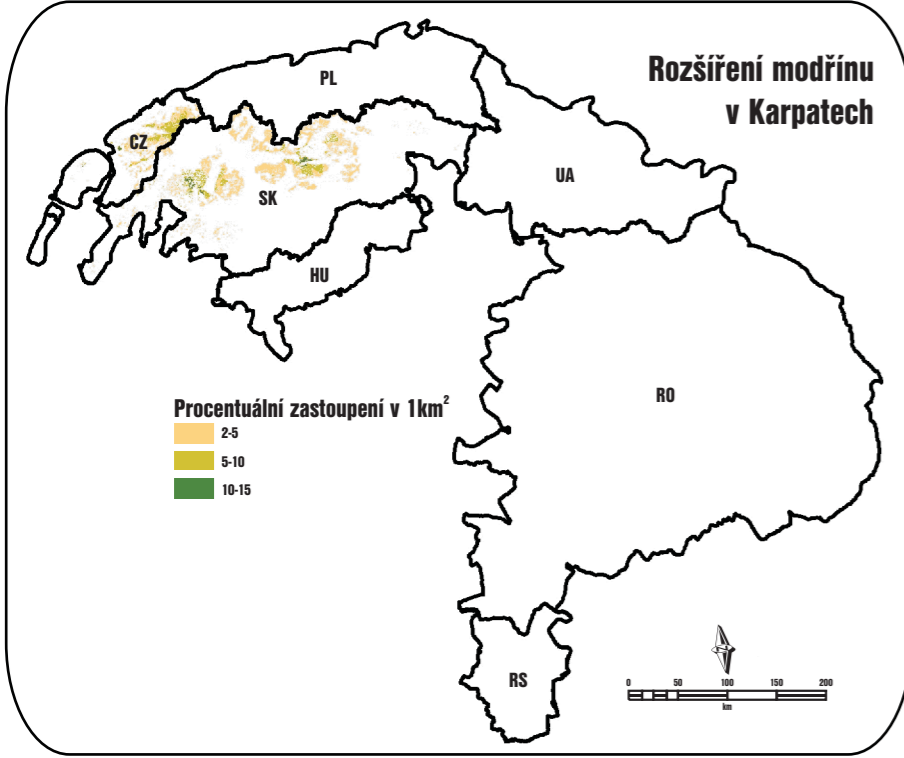 Rozšíření modřínu
v Karpatech
PL
CZ
SK
UA
HU
RO
RS
Procentuální zastoupení v 1km²
2-5
5-10
10-15
0 50 100 150 200
km